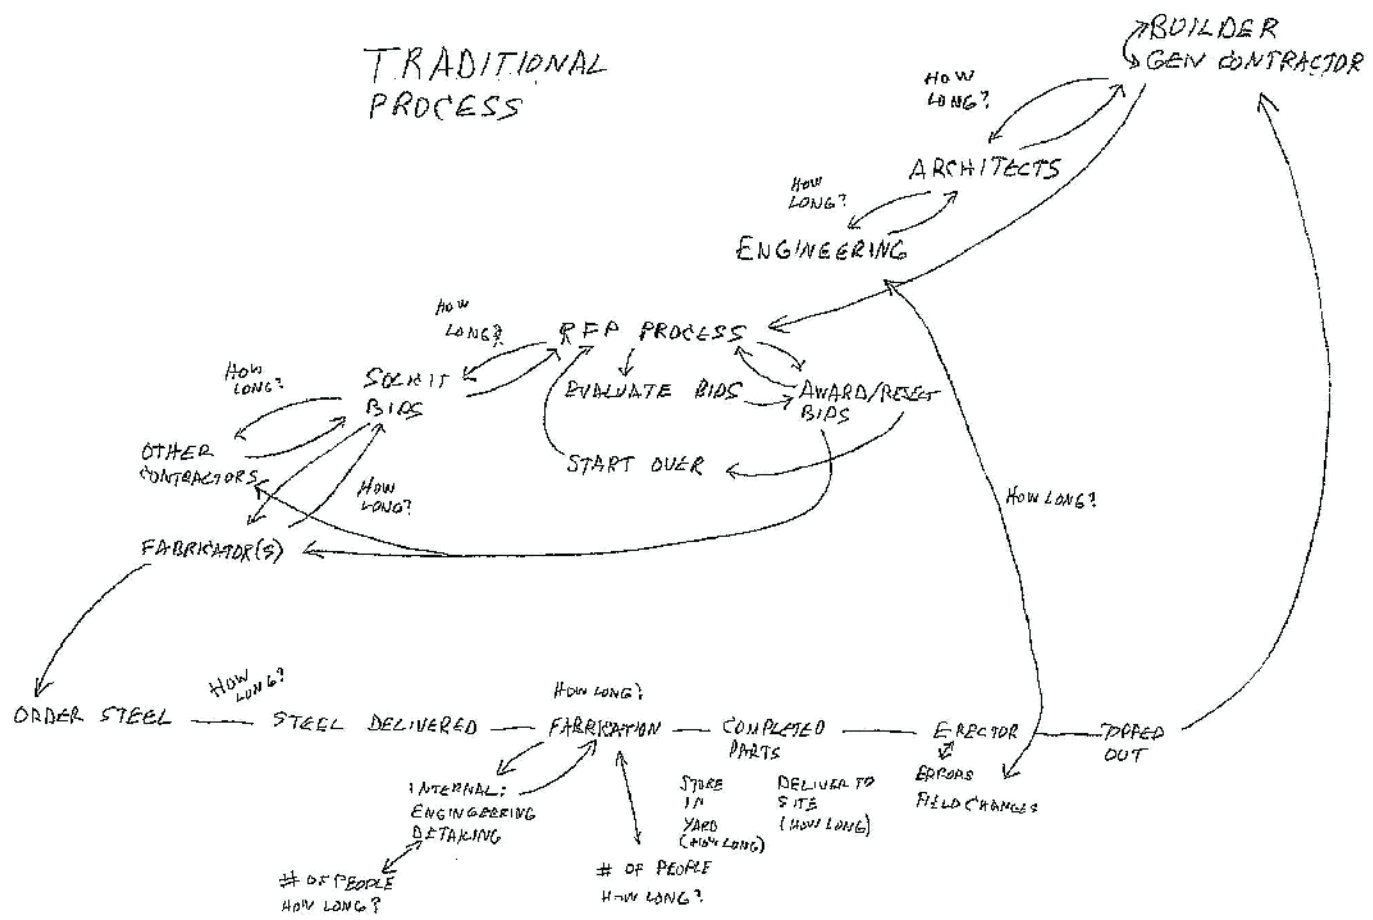 TRADITIONAL
PROCESS
BUILDER
GEN CONTRACTOR
HOW
LONG?
ARCHITECTS
HOW
LONG?
ENGINEERING
HOW
LONG?
RFP PROCESS
HOW
LONG?
SOLICIT
BIDS
EVALUATE BIDS
AWARD/RESECT
BIDS
OTHER
CONTRACTORS
START OVER
HOW
LONG?
HOW LONG?
FABRICATOR(S)
HOW
LONG?
HOW LONG?
ORDER STEEL
STEEL DELIVERED
FABRICATION
COMPLETED
PARTS
ERECTOR
TOPPED
OUT
INTERNAL:
ENGINGEERING
DETAILING
STORE
IN
YARD
(HOW LONG)
DELIVER TO
SITE
(HOW LONG)
ERRORS
FIELD CHANGES
# OF PEOPLE
HOW LONG?
# OF PEOPLE
HOW LONG?